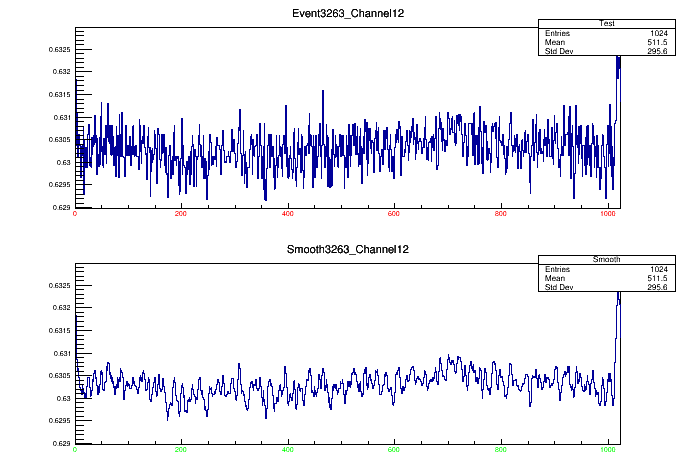 Event3263_Channel12
Test
Entries 1024
Mean 511.5
Std Dev 295.6
0.6325
0.632
0.6315
0.631
0.6305
0.63
0.6295
0.629
0 200 400 600 800 1000
Smooth3263_Channel12
Smooth
Entries 1024
Mean 511.5
Std Dev 295.6
0.6325
0.632
0.6315
0.631
0.6305
0.63
0.6295
0.629
0 200 400 600 800 1000